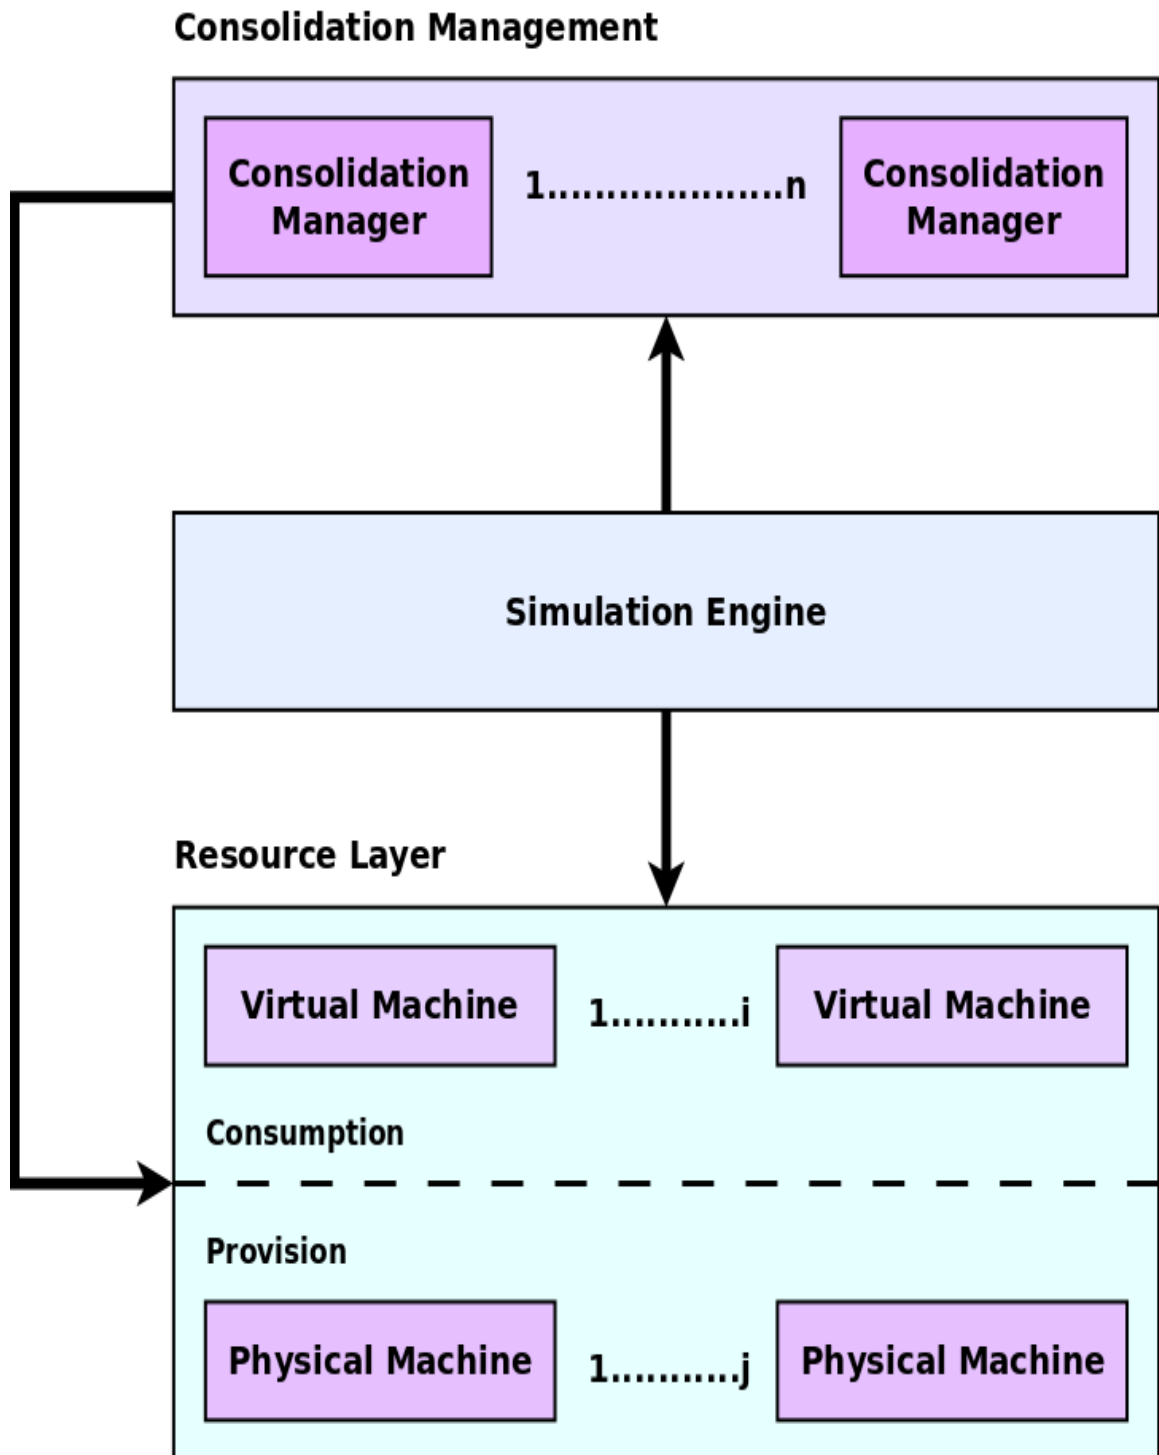 Consolidation Management
Consolidation
Manager
1...................n
Consolidation
Manager
Simulation Engine
Resource Layer
Virtual Machine
1...........i
Virtual Machine
Consumption
Provision
Physical Machine
1...........j
Physical Machine